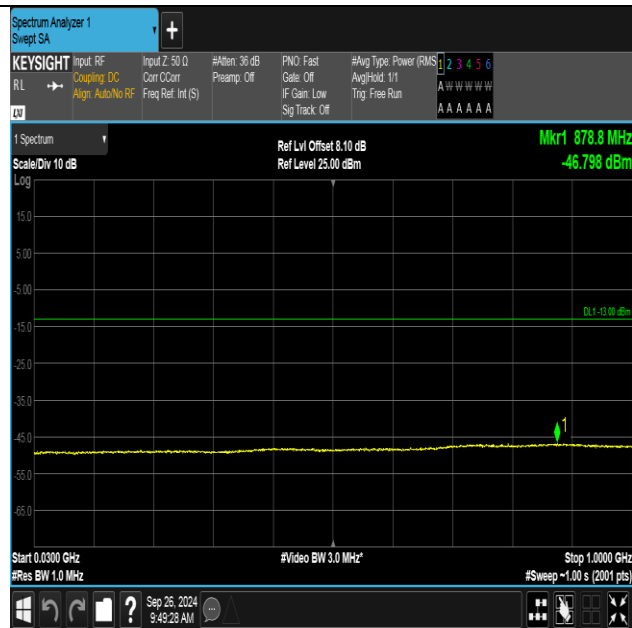 Spectrum Analyzer 1
Swept SA
+
KEYSIGHT
RL
LXI
Input: RF
Coupling: DC
Align: Auto/No RF
Input Z: 50 Ω
Corr CCorr
Freq Ref: Int (S)
#Atten: 36 dB
Preamp: Off
PNO: Fast
Gate: Off
IF Gain: Low
Sig Track: Off
#Avg Type: Power (RMS
Avg|Hold: 1/1
Trig: Free Run
1 2 3 4 5 6
A W W W W W
A A A A A A
1 Spectrum
Scale/Div 10 dB
Ref Lvl Offset 8.10 dB
Ref Level 25.00 dBm
Mkr1 878.8 MHz
-46.798 dBm
Log
15.0
5.00
-5.00
DL1 -13.00 dBm
-15.0
-25.0
-35.0
1
-45.0
-55.0
-65.0
Start 0.0300 GHz
#Video BW 3.0 MHz*
Stop 1.0000 GHz
#Res BW 1.0 MHz
#Sweep ~1.00 s (2001 pts)
?
Sep 26, 2024
9:49:28 AM